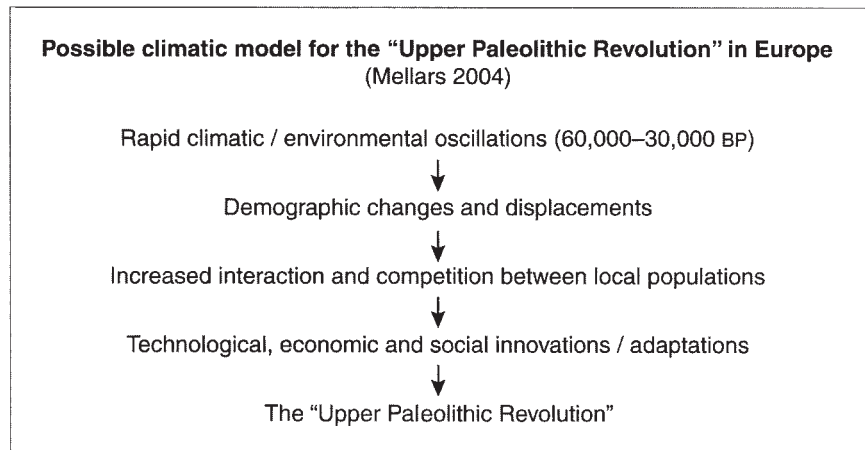 Possible climatic model for the “Upper Paleolithic Revolution” in Europe
(Mellars 2004)
Rapid climatic / environmental oscillations (60,000–30,000 BP)
Demographic changes and displacements
Increased interaction and competition between local populations
Technological, economic and social innovations / adaptations
The “Upper Paleolithic Revolution”